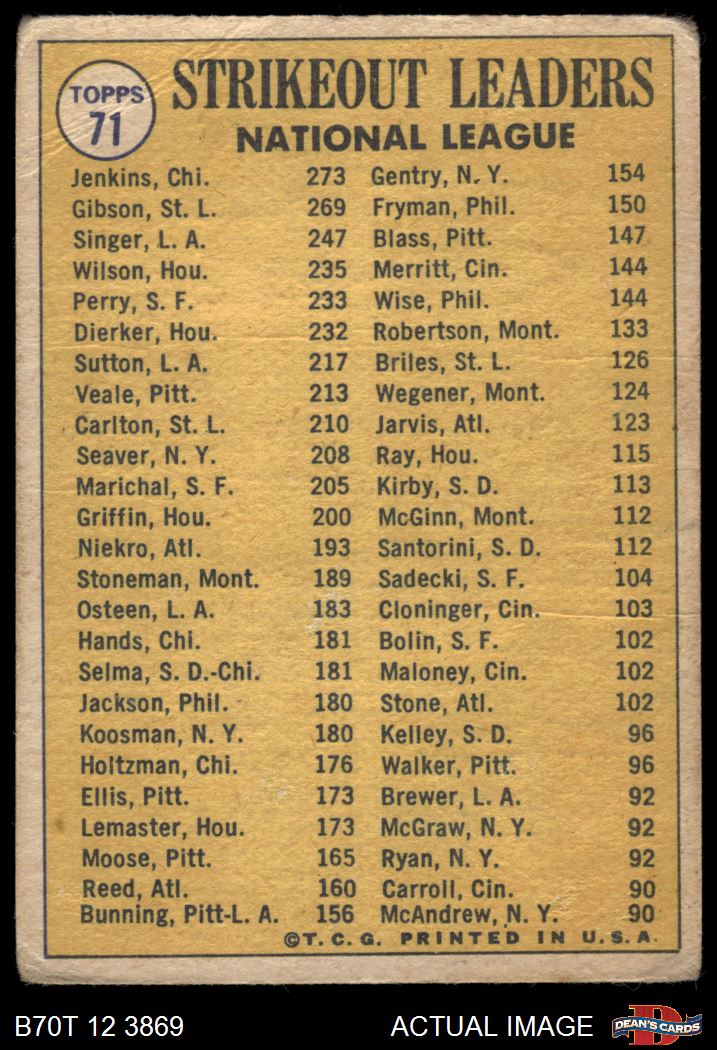 TOPPS
71
STRIKEOUT LEADERS
NATIONAL LEAGUE
Jenkins, Chi. 273
Gibson, St. L. 269
Singer, L. A. 247
Wilson, Hou. 235
Perry, S. F. 233
Dierker, Hou. 232
Sutton, L. A. 217
Veale, Pitt. 213
Carlton, St. L. 210
Seaver, N. Y. 208
Marichal, S. F. 205
Griffin, Hou. 200
Niekro, Atl. 193
Stoneman, Mont. 189
Osteen, L. A. 183
Hands, Chi. 181
Selma, S. D.-Chi. 181
Jackson, Phil. 180
Koosman, N. Y. 180
Holtzman, Chi. 176
Ellis, Pitt. 173
Lemaster, Hou. 173
Moose, Pitt. 165
Reed, Atl. 160
Bunning, Pitt-L. A. 156
Gentry, N. Y. 154
Fryman, Phil. 150
Blass, Pitt. 147
Merritt, Cin. 144
Wise, Phil. 144
Robertson, Mont. 133
Briles, St. L. 126
Wegener, Mont. 124
Jarvis, Atl. 123
Ray, Hou. 115
Kirby, S. D. 113
McGinn, Mont. 112
Santorini, S. D. 112
Sadecki, S. F. 104
Cloninger, Cin. 103
Bolin, S. F. 102
Maloney, Cin. 102
Stone, Atl. 102
Kelley, S. D. 96
Walker, Pitt. 96
Brewer, L. A. 92
McGraw, N. Y. 92
Ryan, N. Y. 92
Carroll, Cin. 90
McAndrew, N. Y. 90
©T. C. G. PRINTED IN U. S. A.
B70T 12 3869
ACTUAL IMAGE
D
DEAN'S CARDS